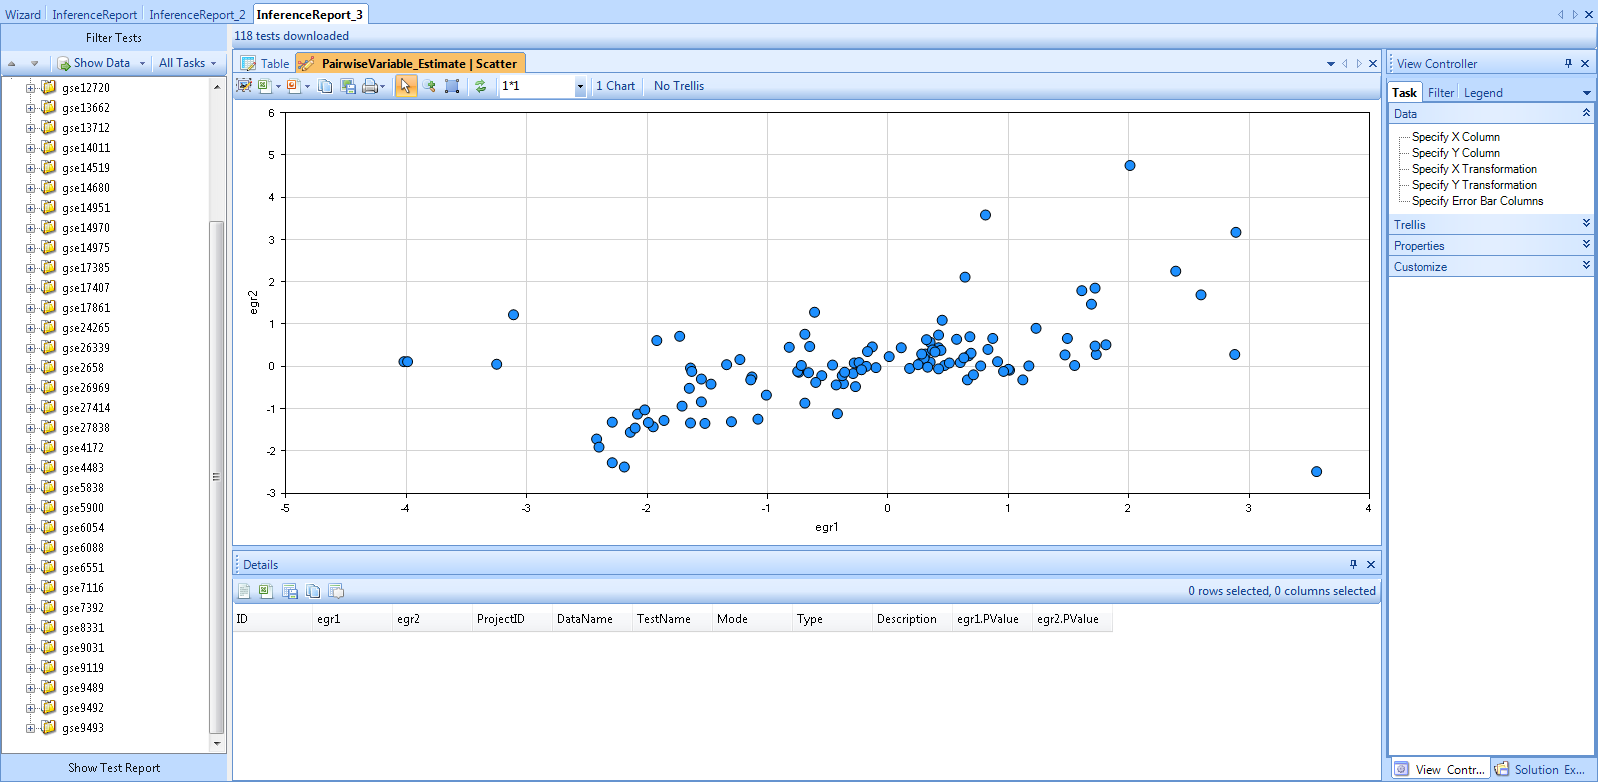 Wizard InferenceReport InferenceReport_2 InferenceReport_3
Filter Tests
Show Data All Tasks
gse12720
gse13662
gse13712
gse14011
gse14519
gse14680
gse14951
gse14970
gse14975
gse17385
gse17407
gse17861
gse24265
gse26339
gse2658
gse26969
gse27414
gse27838
gse4172
gse4483
gse5838
gse5900
gse6054
gse6088
gse6551
gse7116
gse7392
gse8331
gse9031
gse9119
gse9489
gse9492
gse9493
Show Test Report
118 tests downloaded
Table PairwiseVariable_Estimate | Scatter
1*1 1 Chart No Trellis
6
5
4
3
2
1
0
-1
-2
-3
egr2
-5 -4 -3 -2 -1 0 1 2 3 4
egr1
Details
0 rows selected, 0 columns selected
ID egr1 egr2 ProjectID DataName TestName Mode Type Description egr1.PValue egr2.PValue
View Controller
Task Filter Legend
Data
Specify X Column
Specify Y Column
Specify X Transformation
Specify Y Transformation
Specify Error Bar Columns
Trellis
Properties
Customize
View Contr... Solution Ex...